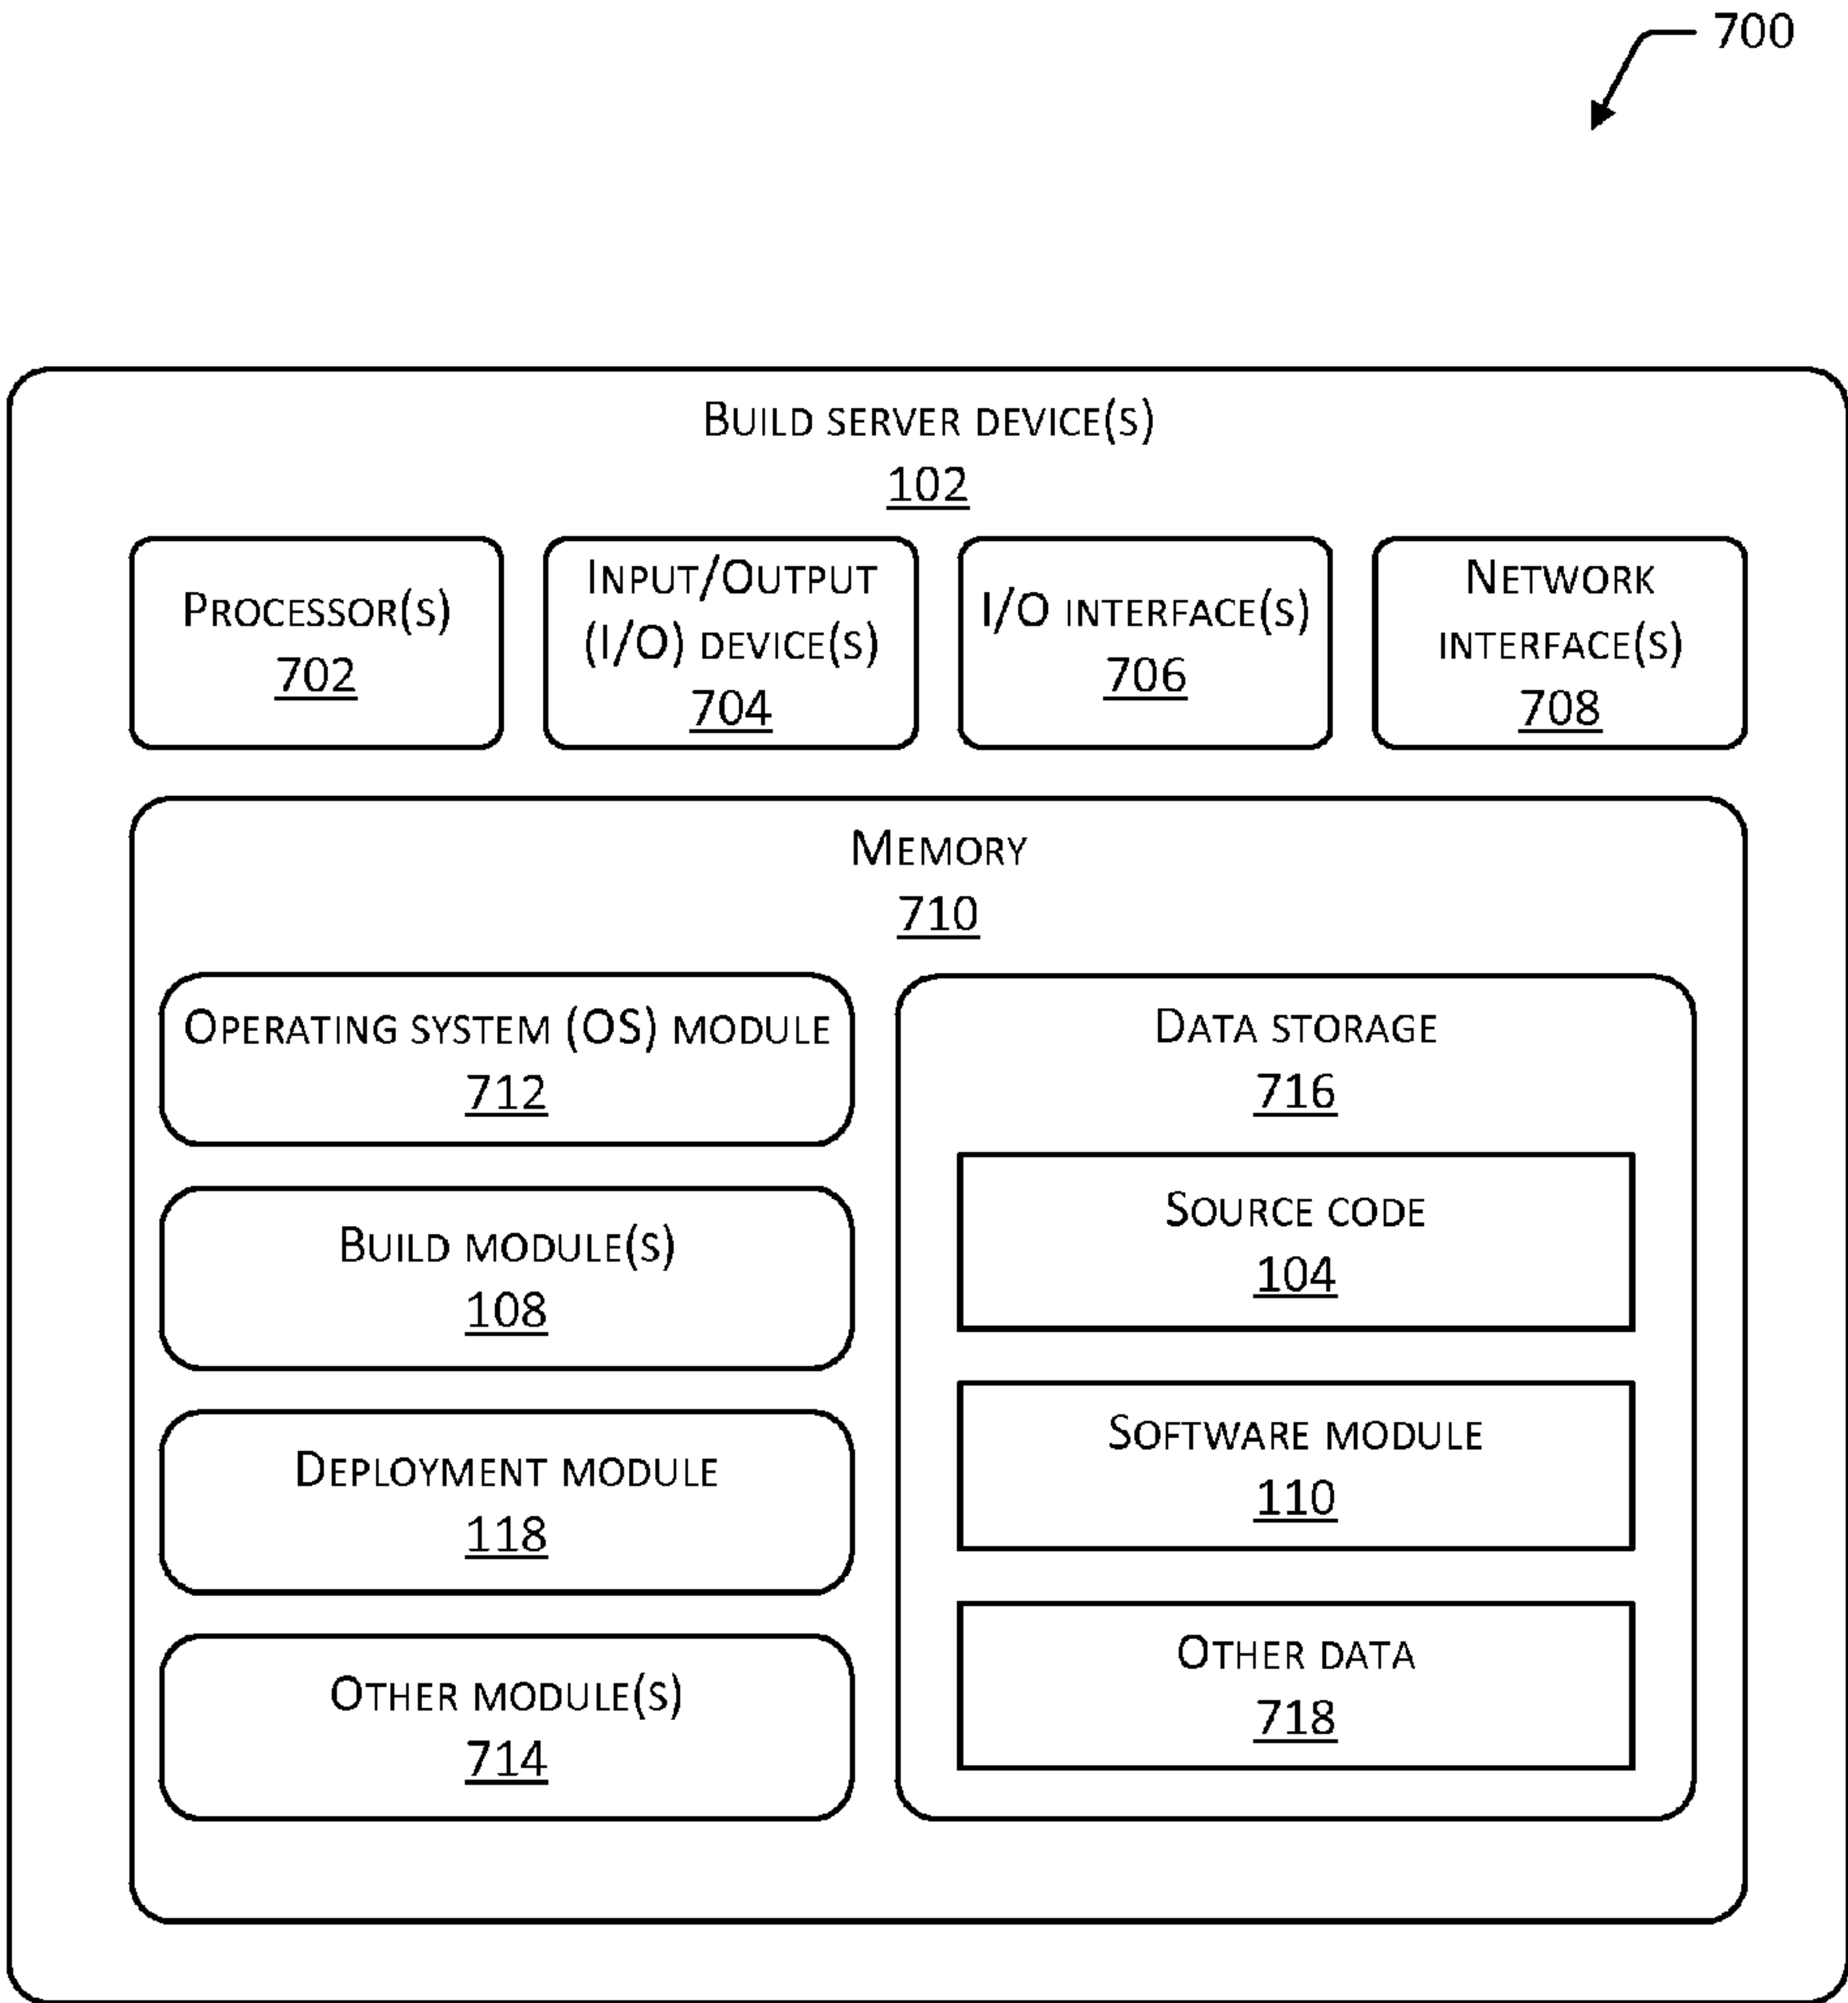 700
Build server device(s)
102
Processor(s)
702
Input/Output
(I/O) device(s)
704
I/O interface(s)
706
Network
interface(s)
708
Memory
710
Operating system (OS) module
712
Build module(s)
108
Deployment module
118
Other module(s)
714
Data storage
716
Source code
104
Software module
110
Other data
718